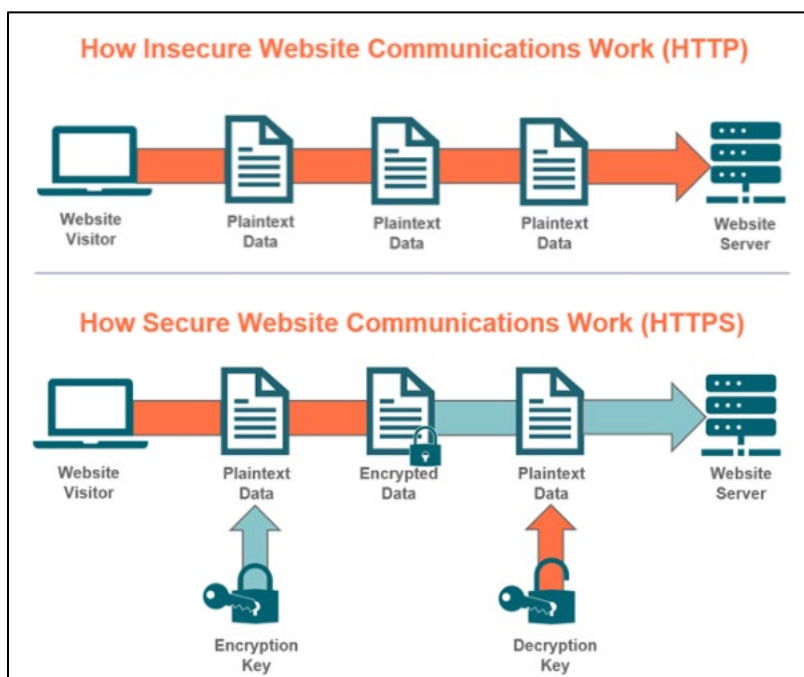 How Insecure Website Communications Work (HTTP)
Website
Visitor
Plaintext
Data
Plaintext
Data
Plaintext
Data
Website
Server
How Secure Website Communications Work (HTTPS)
Website
Visitor
Plaintext
Data
Encrypted
Data
Plaintext
Data
Website
Server
Encryption
Key
Decryption
Key